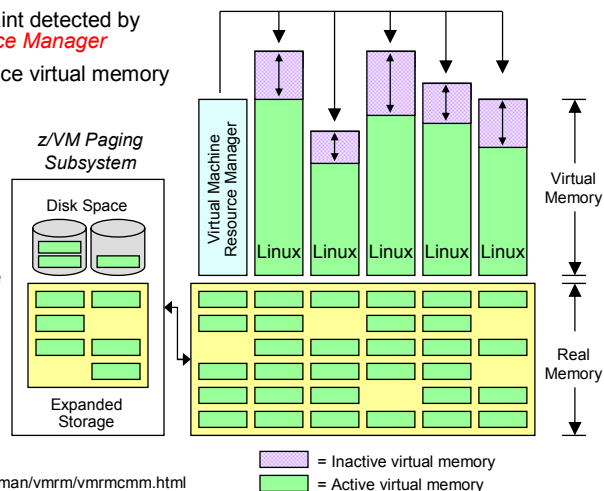 int detected by
ce Manager
ce virtual memory
z/VM Paging
Subsystem
Disk Space
Expanded
Storage
Virtual Machine
Resource Manager
Linux
Linux
Linux
Linux
Linux
Virtual
Memory
Real
Memory
= Inactive virtual memory
= Active virtual memory
man/vmrm/vmrmcmm.html